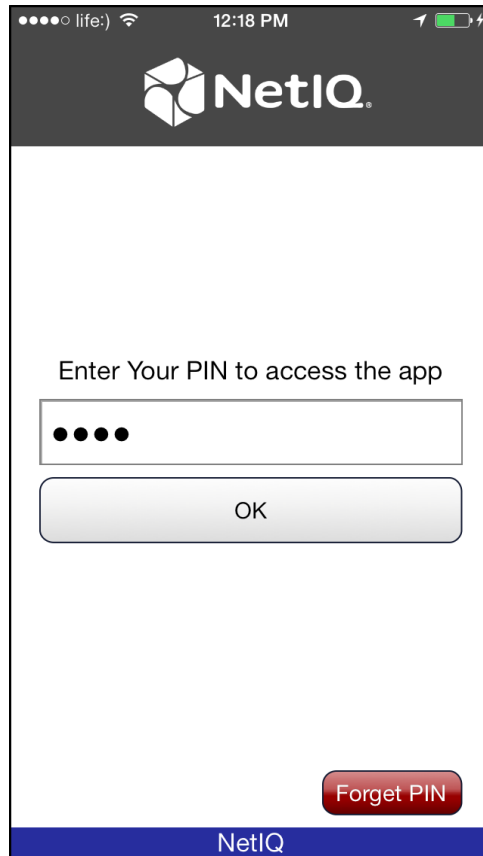 life:) 12:18 PM
NetIQ®
Enter Your PIN to access the app
●●●●
OK
Forget PIN
NetIQ